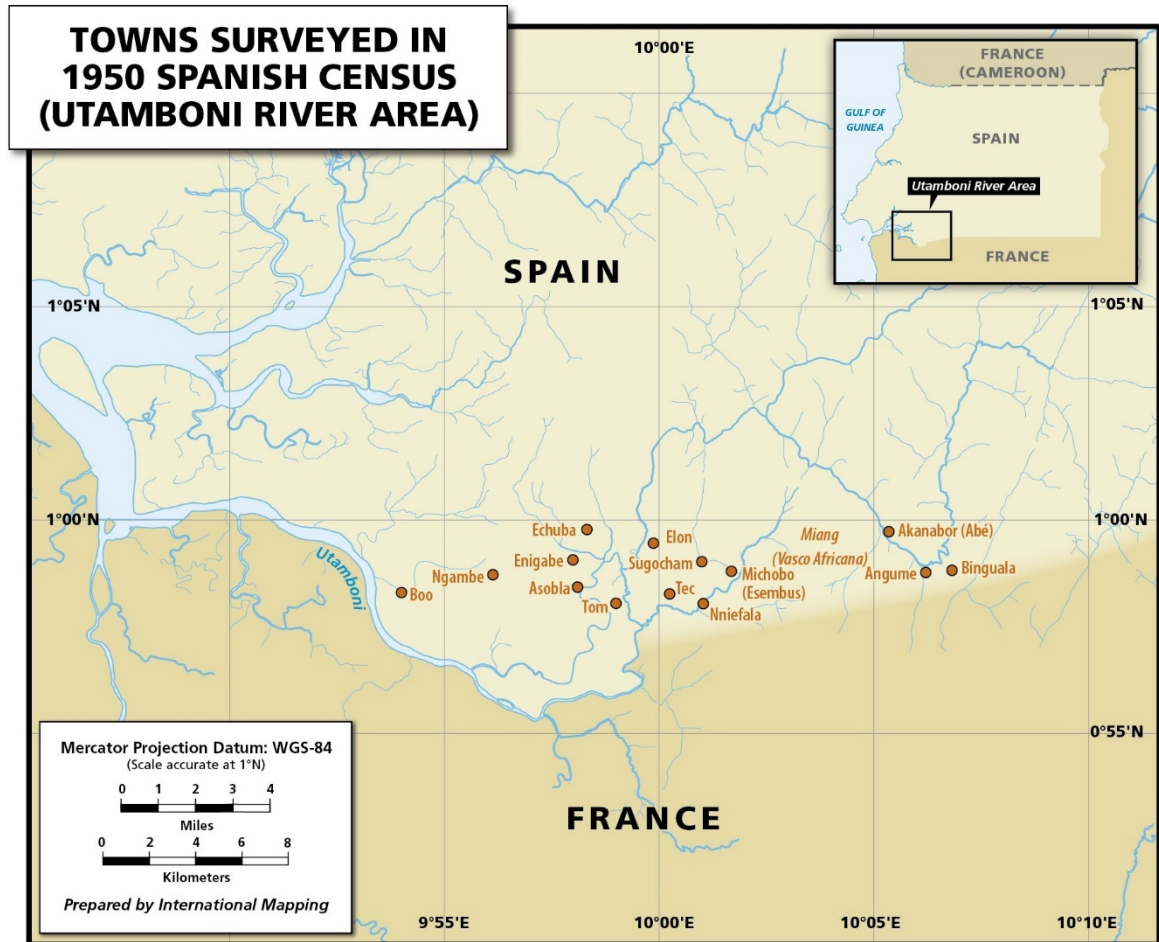 TOWNS SURVEYED IN
1950 SPANISH CENSUS
(UTAMBONI RIVER AREA)
10°00'E
FRANCE
(CAMEROON)
GULF OF
GUINEA
SPAIN
Utamboni River Area
FRANCE
SPAIN
1°05'N
1°05'N
1°00'N
1°00'N
Utamboni
Echuba
Elon
Miang
(Vasco Africana)
Akanabor (Abé)
Enigabe
Sugocham
Ngambe
Michobo
(Esembus)
Angume
Binguala
Boo
Asobla
Tec
Tom
Nniefala
0°55'N
FRANCE
Mercator Projection Datum: WGS-84
(Scale accurate at 1°N)
0 1 2 3 4
Miles
0 2 4 6 8
Kilometers
Prepared by International Mapping
9°55'E
10°00'E
10°05'E
10°10'E